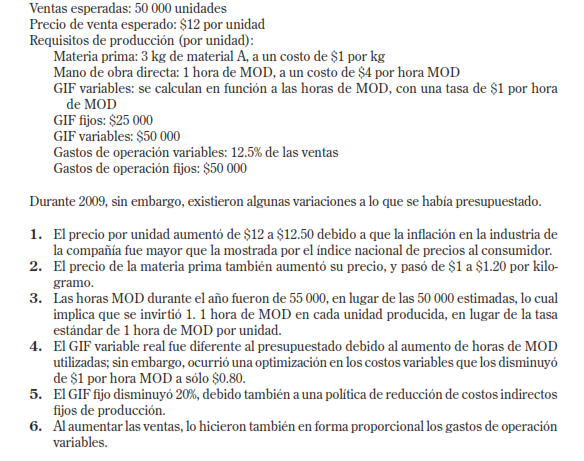 Ventas esperadas: 50 000 unidades
Precio de venta esperado: $12 por unidad
Requisitos de producción (por unidad):
Materia prima: 3 kg de material A, a un costo de $1 por kg
Mano de obra directa: 1 hora de MOD, a un costo de $4 por hora MOD
GIF variables: se calculan en función a las horas de MOD, con una tasa de $1 por hora
de MOD
GIF fijos: $25 000
GIF variables: $50 000
Gastos de operación variables: 12.5% de las ventas
Gastos de operación fijos: $50 000
Durante 2009, sin embargo, existieron algunas variaciones a lo que se había presupuestado.
1. El precio por unidad aumentó de $12 a $12.50 debido a que la inflación en la industria de
la compañía fue mayor que la mostrada por el índice nacional de precios al consumidor.
2. El precio de la materia prima también aumentó su precio, y pasó de $1 a $1.20 por kilo-
gramo.
3. Las horas MOD durante el año fueron de 55 000, en lugar de las 50 000 estimadas, lo cual
implica que se invirtió 1. 1 hora de MOD en cada unidad producida, en lugar de la tasa
estándar de 1 hora de MOD por unidad.
4. El GIF variable real fue diferente al presupuestado debido al aumento de horas de MOD
utilizadas; sin embargo, ocurrió una optimización en los costos variables que los disminuyó
de $1 por hora MOD a sólo $0.80.
5. El GIF fijo disminuyó 20%, debido también a una política de reducción de costos indirectos
fijos de producción.
6. Al aumentar las ventas, lo hicieron también en forma proporcional los gastos de operación
variables.